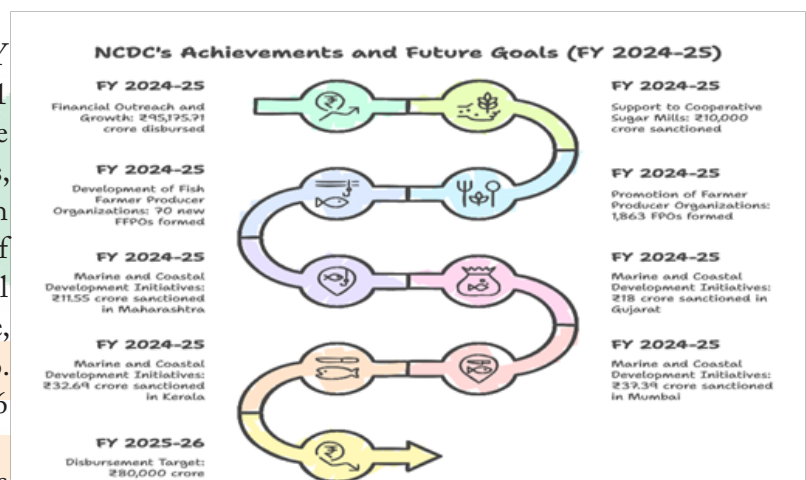 NCDC's Achievements and Future Goals (FY 2024-25)
FY 2024-25
Financial Outreach and
Growth: ₹95,175.71
crore disbursed
FY 2024-25
Support to Cooperative
Sugar Mills: ₹10,000
crore sanctioned
FY 2024-25
Development of Fish
Farmer Producer
Organizations: 70 new
FFPOs formed
FY 2024-25
Promotion of Farmer
Producer Organizations:
1,863 FPOs formed
FY 2024-25
Marine and Coastal
Development Initiatives:
₹11.55 crore sanctioned
in Maharashtra
FY 2024-25
Marine and Coastal
Development Initiatives:
₹18 crore sanctioned in
Gujarat
FY 2024-25
Marine and Coastal
Development Initiatives:
₹32.69 crore sanctioned
in Kerala
FY 2024-25
Marine and Coastal
Development Initiatives:
₹37.39 crore sanctioned
in Mumbai
FY 2025-26
Disbursement Target:
₹80,000 crore